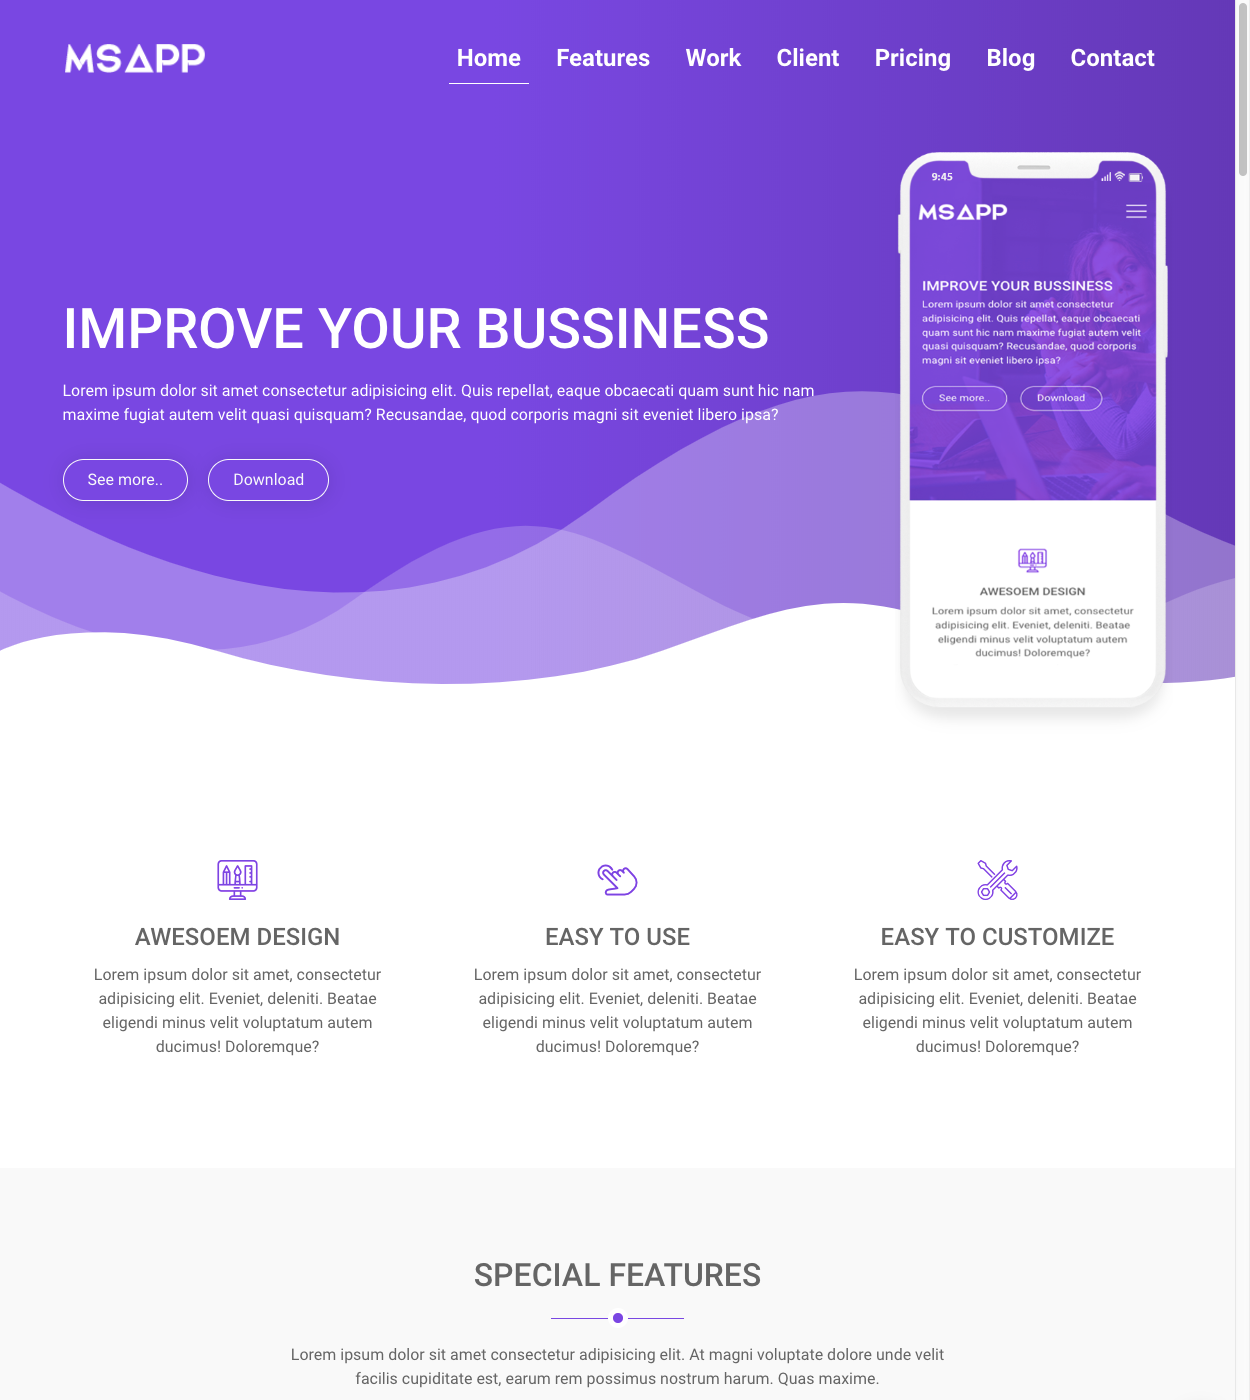 MSAPP
Home Features Work Client Pricing Blog Contact
IMPROVE YOUR BUSSINESS
Lorem ipsum dolor sit amet consectetur adipisicing elit. Quis repellat, eaque obcaecati quam sunt hic nam
maxime fugiat autem velit quasi quisquam? Recusandae, quod corporis magni sit eveniet libero ipsa?
See more.. Download
9:45
MSAPP
IMPROVE YOUR BUSSINESS
Lorem ipsum dolor sit amet consectetur
adipisicing elit. Quis repellat, eaque obcaecati
quam sunt hic nam maxime fugiat autem velit
quasi quisquam? Recusandae, quod corporis
magni sit eveniet libero ipsa?
See more.. Download
AWESOEM DESIGN
Lorem ipsum dolor sit amet, consectetur
adipisicing elit. Eveniet, deleniti. Beatae
eligendi minus velit voluptatum autem
ducimus! Doloremque?
AWESOEM DESIGN
Lorem ipsum dolor sit amet, consectetur
adipisicing elit. Eveniet, deleniti. Beatae
eligendi minus velit voluptatum autem
ducimus! Doloremque?
EASY TO USE
Lorem ipsum dolor sit amet, consectetur
adipisicing elit. Eveniet, deleniti. Beatae
eligendi minus velit voluptatum autem
ducimus! Doloremque?
EASY TO CUSTOMIZE
Lorem ipsum dolor sit amet, consectetur
adipisicing elit. Eveniet, deleniti. Beatae
eligendi minus velit voluptatum autem
ducimus! Doloremque?
SPECIAL FEATURES
Lorem ipsum dolor sit amet consectetur adipisicing elit. At magni voluptate dolore unde velit
facilis cupiditate est, earum rem possimus nostrum harum. Quas maxime.